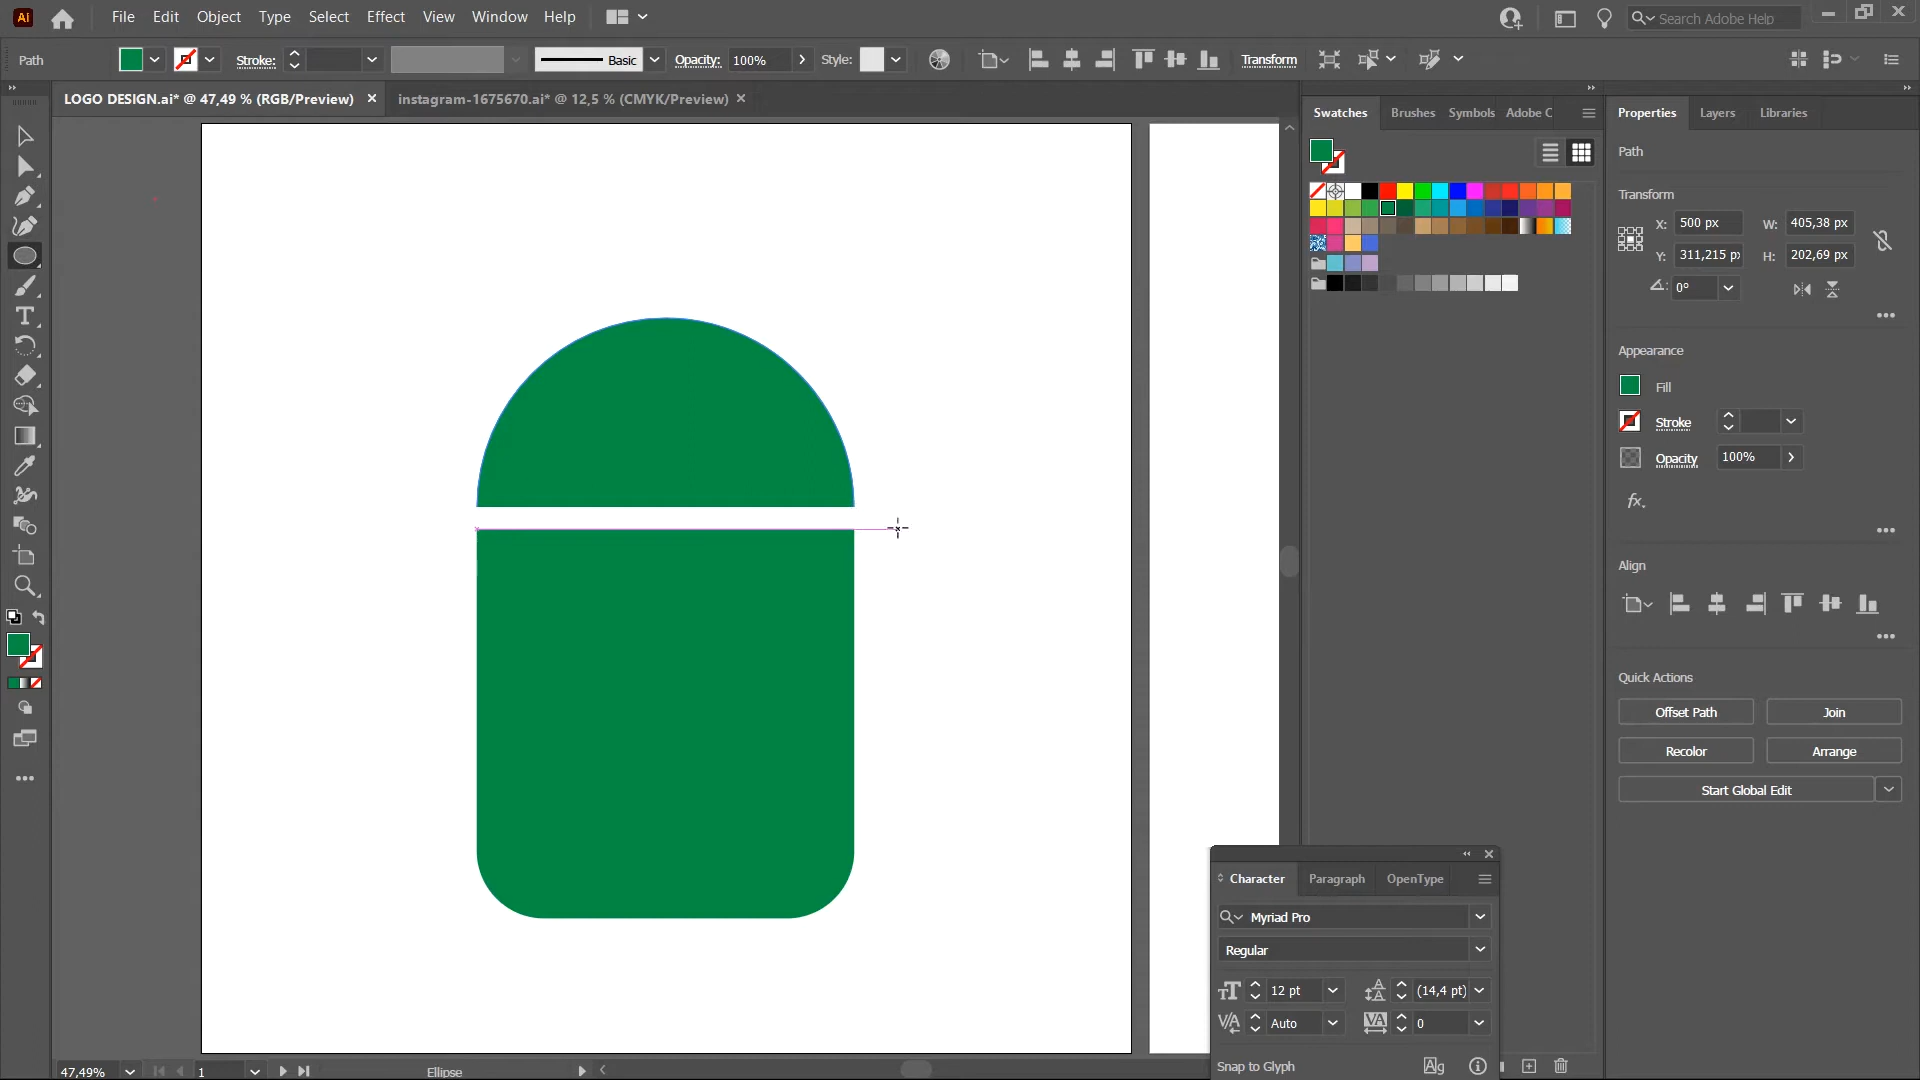 Ai File Edit Object Type Select Effect View Window Help Search Adobe Help
Path Stroke: Basic Opacity: 100% Style: Transform
LOGO DESIGN.ai* @ 47,49 % (RGB/Preview) instagram-1675670.ai* @ 12,5 % (CMYK/Preview)
Swatches Brushes Symbols Adobe C
Properties Layers Libraries
Path
Transform
X: 500 px W: 405,38 px
Y: 311,215 px H: 202,69 px
0°
Appearance
Fill
Stroke
Opacity 100%
fx.
Align
Quick Actions
Offset Path Join
Recolor Arrange
Start Global Edit
Character Paragraph OpenType
Myriad Pro
Regular
12 pt (14,4 pt)
Auto 0
Snap to Glyph
47,49% 1 Ellipse